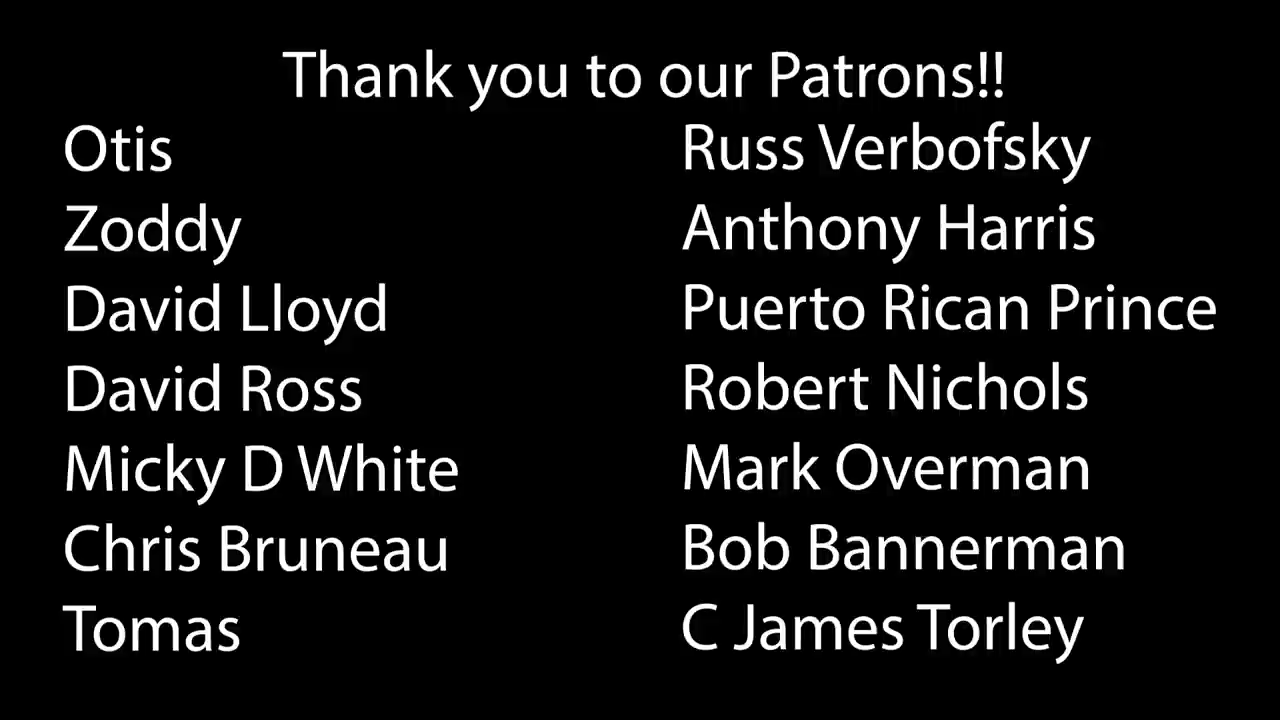 Thank you to our Patrons!!
Otis
Zoddy
David Lloyd
David Ross
Micky D White
Chris Bruneau
Tomas
Russ Verbofsky
Anthony Harris
Puerto Rican Prince
Robert Nichols
Mark Overman
Bob Bannerman
C James Torley